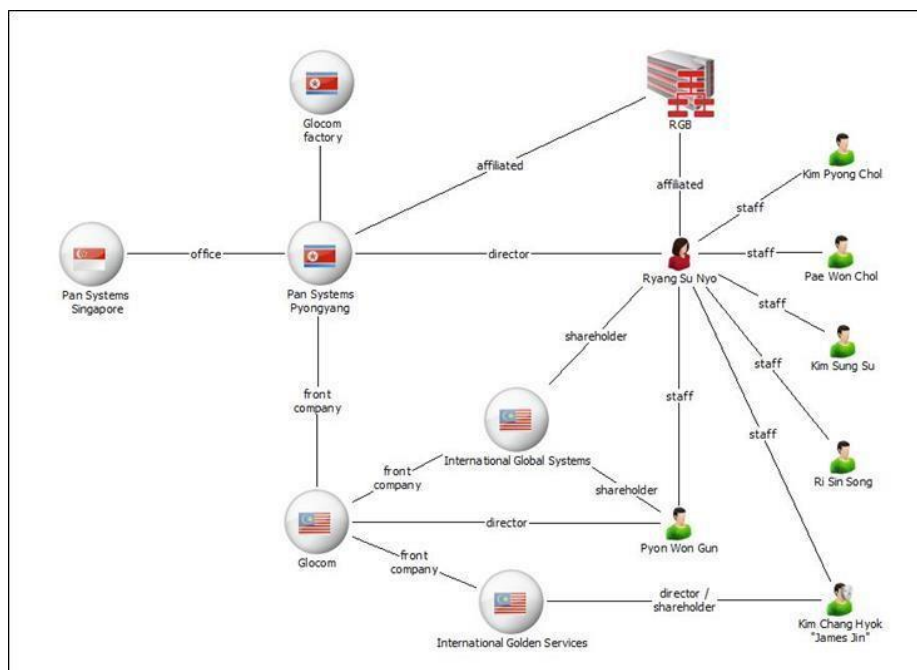 Glocom
factory
RGB
affiliated
affiliated
Kim Pyong Chol
staff
office
director
staff
Pan Systems
Singapore
Pan Systems
Pyongyang
Ryang Su Nyo
Pae Won Chol
staff
shareholder
Kim Sung Su
staff
front
company
staff
staff
International Global Systems
front
company
shareholder
Ri Sin Song
director
Glocom
Pyon Won Gun
front
company
director /
shareholder
International Golden Services
Kim Chang Hyok
"James Jin"